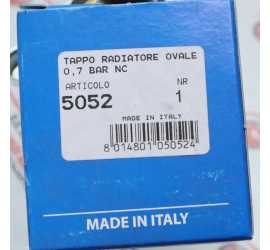 TAPPO RADIATORE OVALE
0,7 BAR NC
ARTICOLO NR
5052 1
MADE IN ITALY
8 014801 050524
MADE IN ITALY